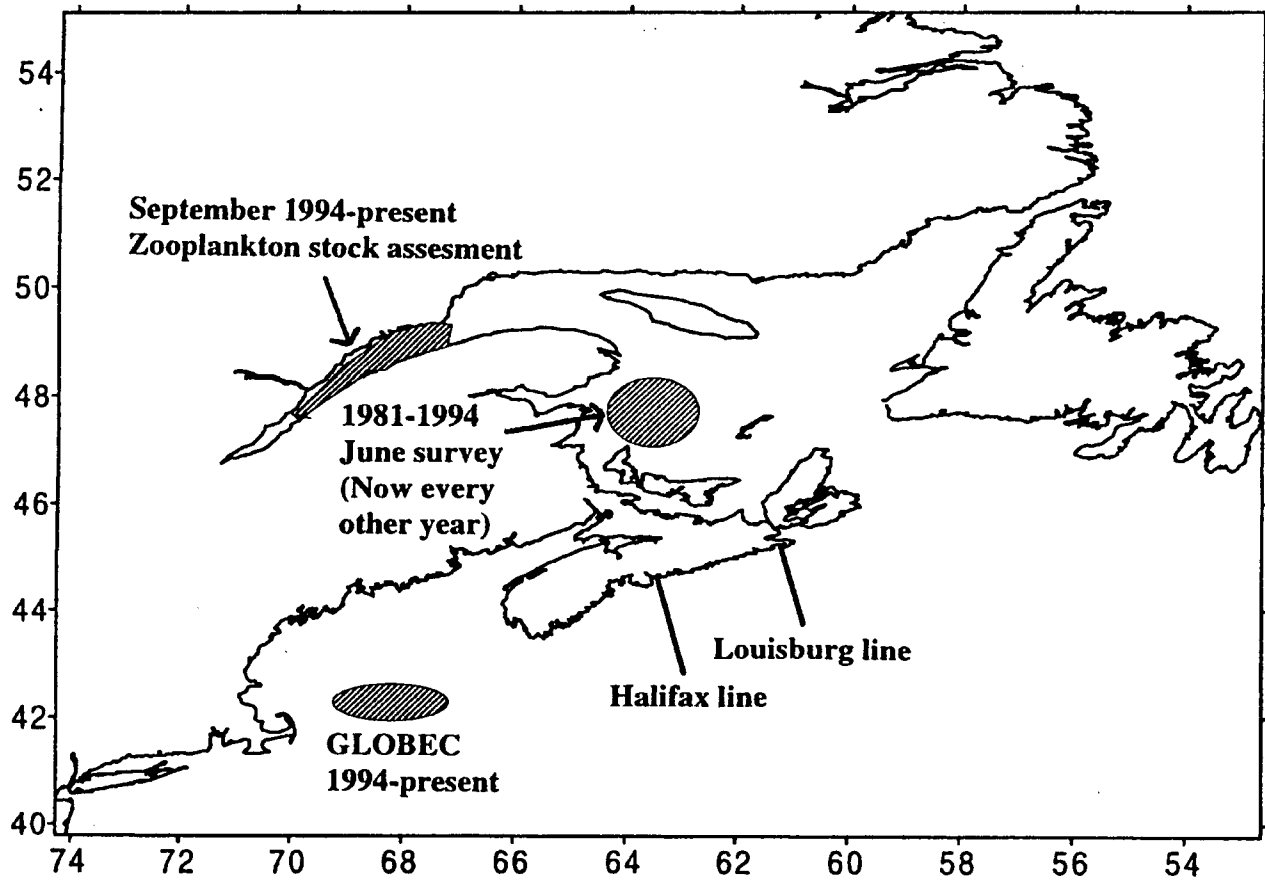 54
52
50
48
46
44
42
40
September 1994-present
Zooplankton stock assesment
1981-1994
June survey
(Now every
other year)
Louisburg line
Halifax line
GLOBEC
1994-present
74 72 70 68 66 64 62 60 58 56 54